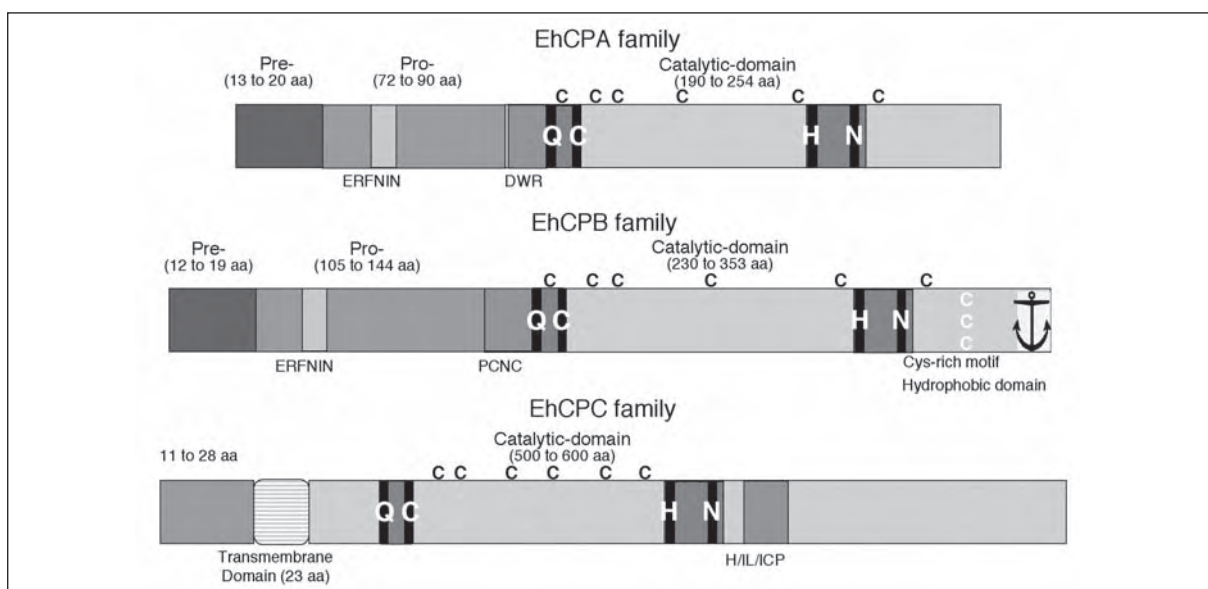 EhCPA family
Pre-
(13 to 20 aa)
Pro-
(72 to 90 aa)
Catalytic-domain
(190 to 254 aa)
C C C C C C
Q C H N
ERFNIN DWR
EhCPB family
Pre-
(12 to 19 aa)
Pro-
(105 to 144 aa)
Catalytic-domain
(230 to 353 aa)
C C C C C C
Q C H N
C
C
C
ERFNIN PCNC
Cys-rich motif
Hydrophobic domain
EhCPC family
11 to 28 aa
Catalytic-domain
(500 to 600 aa)
C C C C C C
Q C H N
Transmembrane
Domain (23 aa)
H/IL/ICP